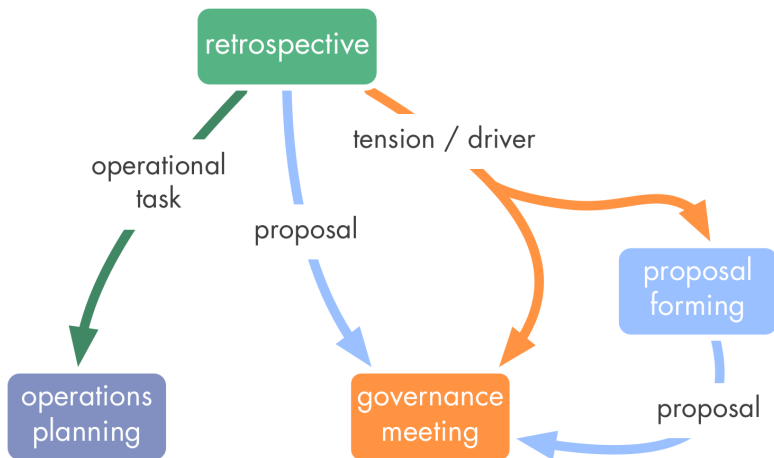 retrospective
tension / driver
operational
task
proposal
proposal
forming
operations
planning
governance
meeting
proposal